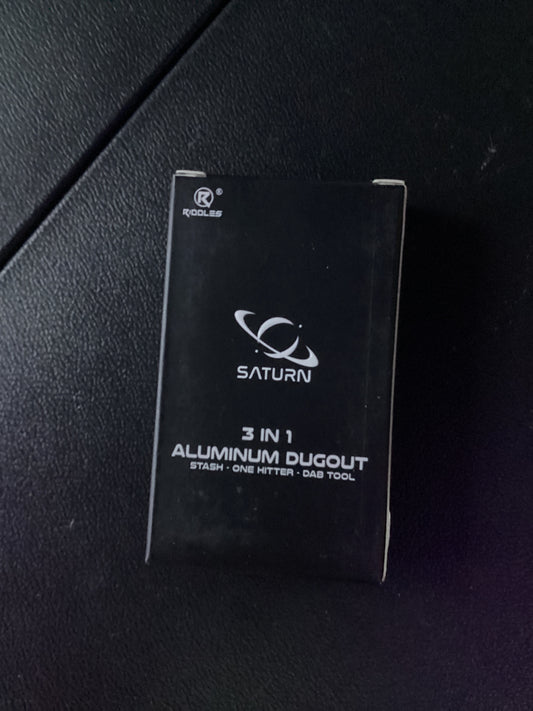 R®
RIDDLES
SATURN
3 IN 1
ALUMINUM DUGOUT
STASH - ONE HITTER - DAB TOOL